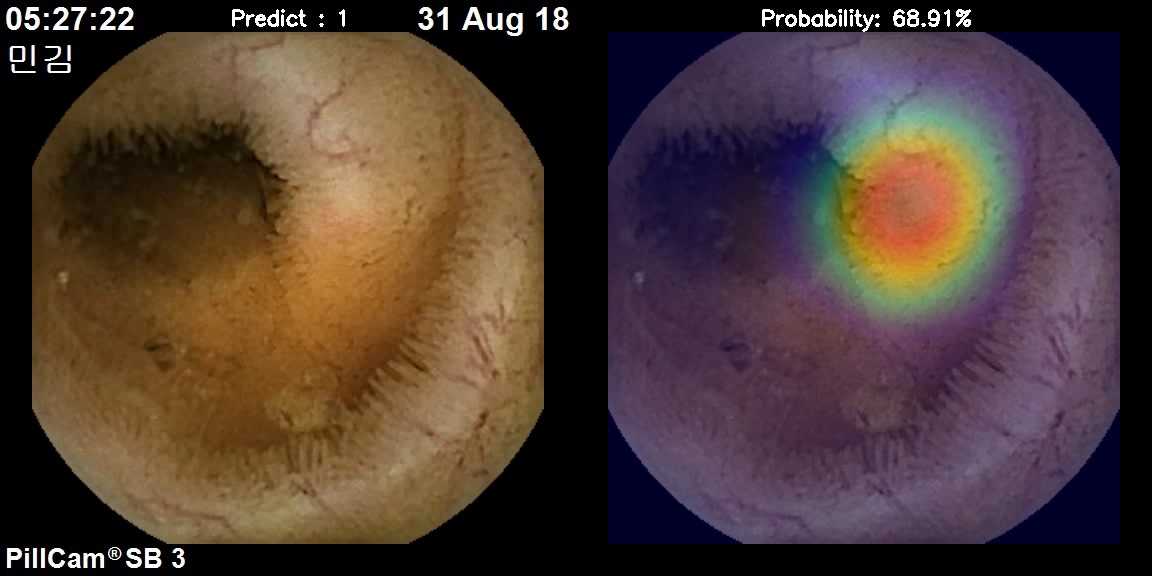 05:27:22 Predict : 1 31 Aug 18 Probability: 68.91%
민김
PillCam® SB 3